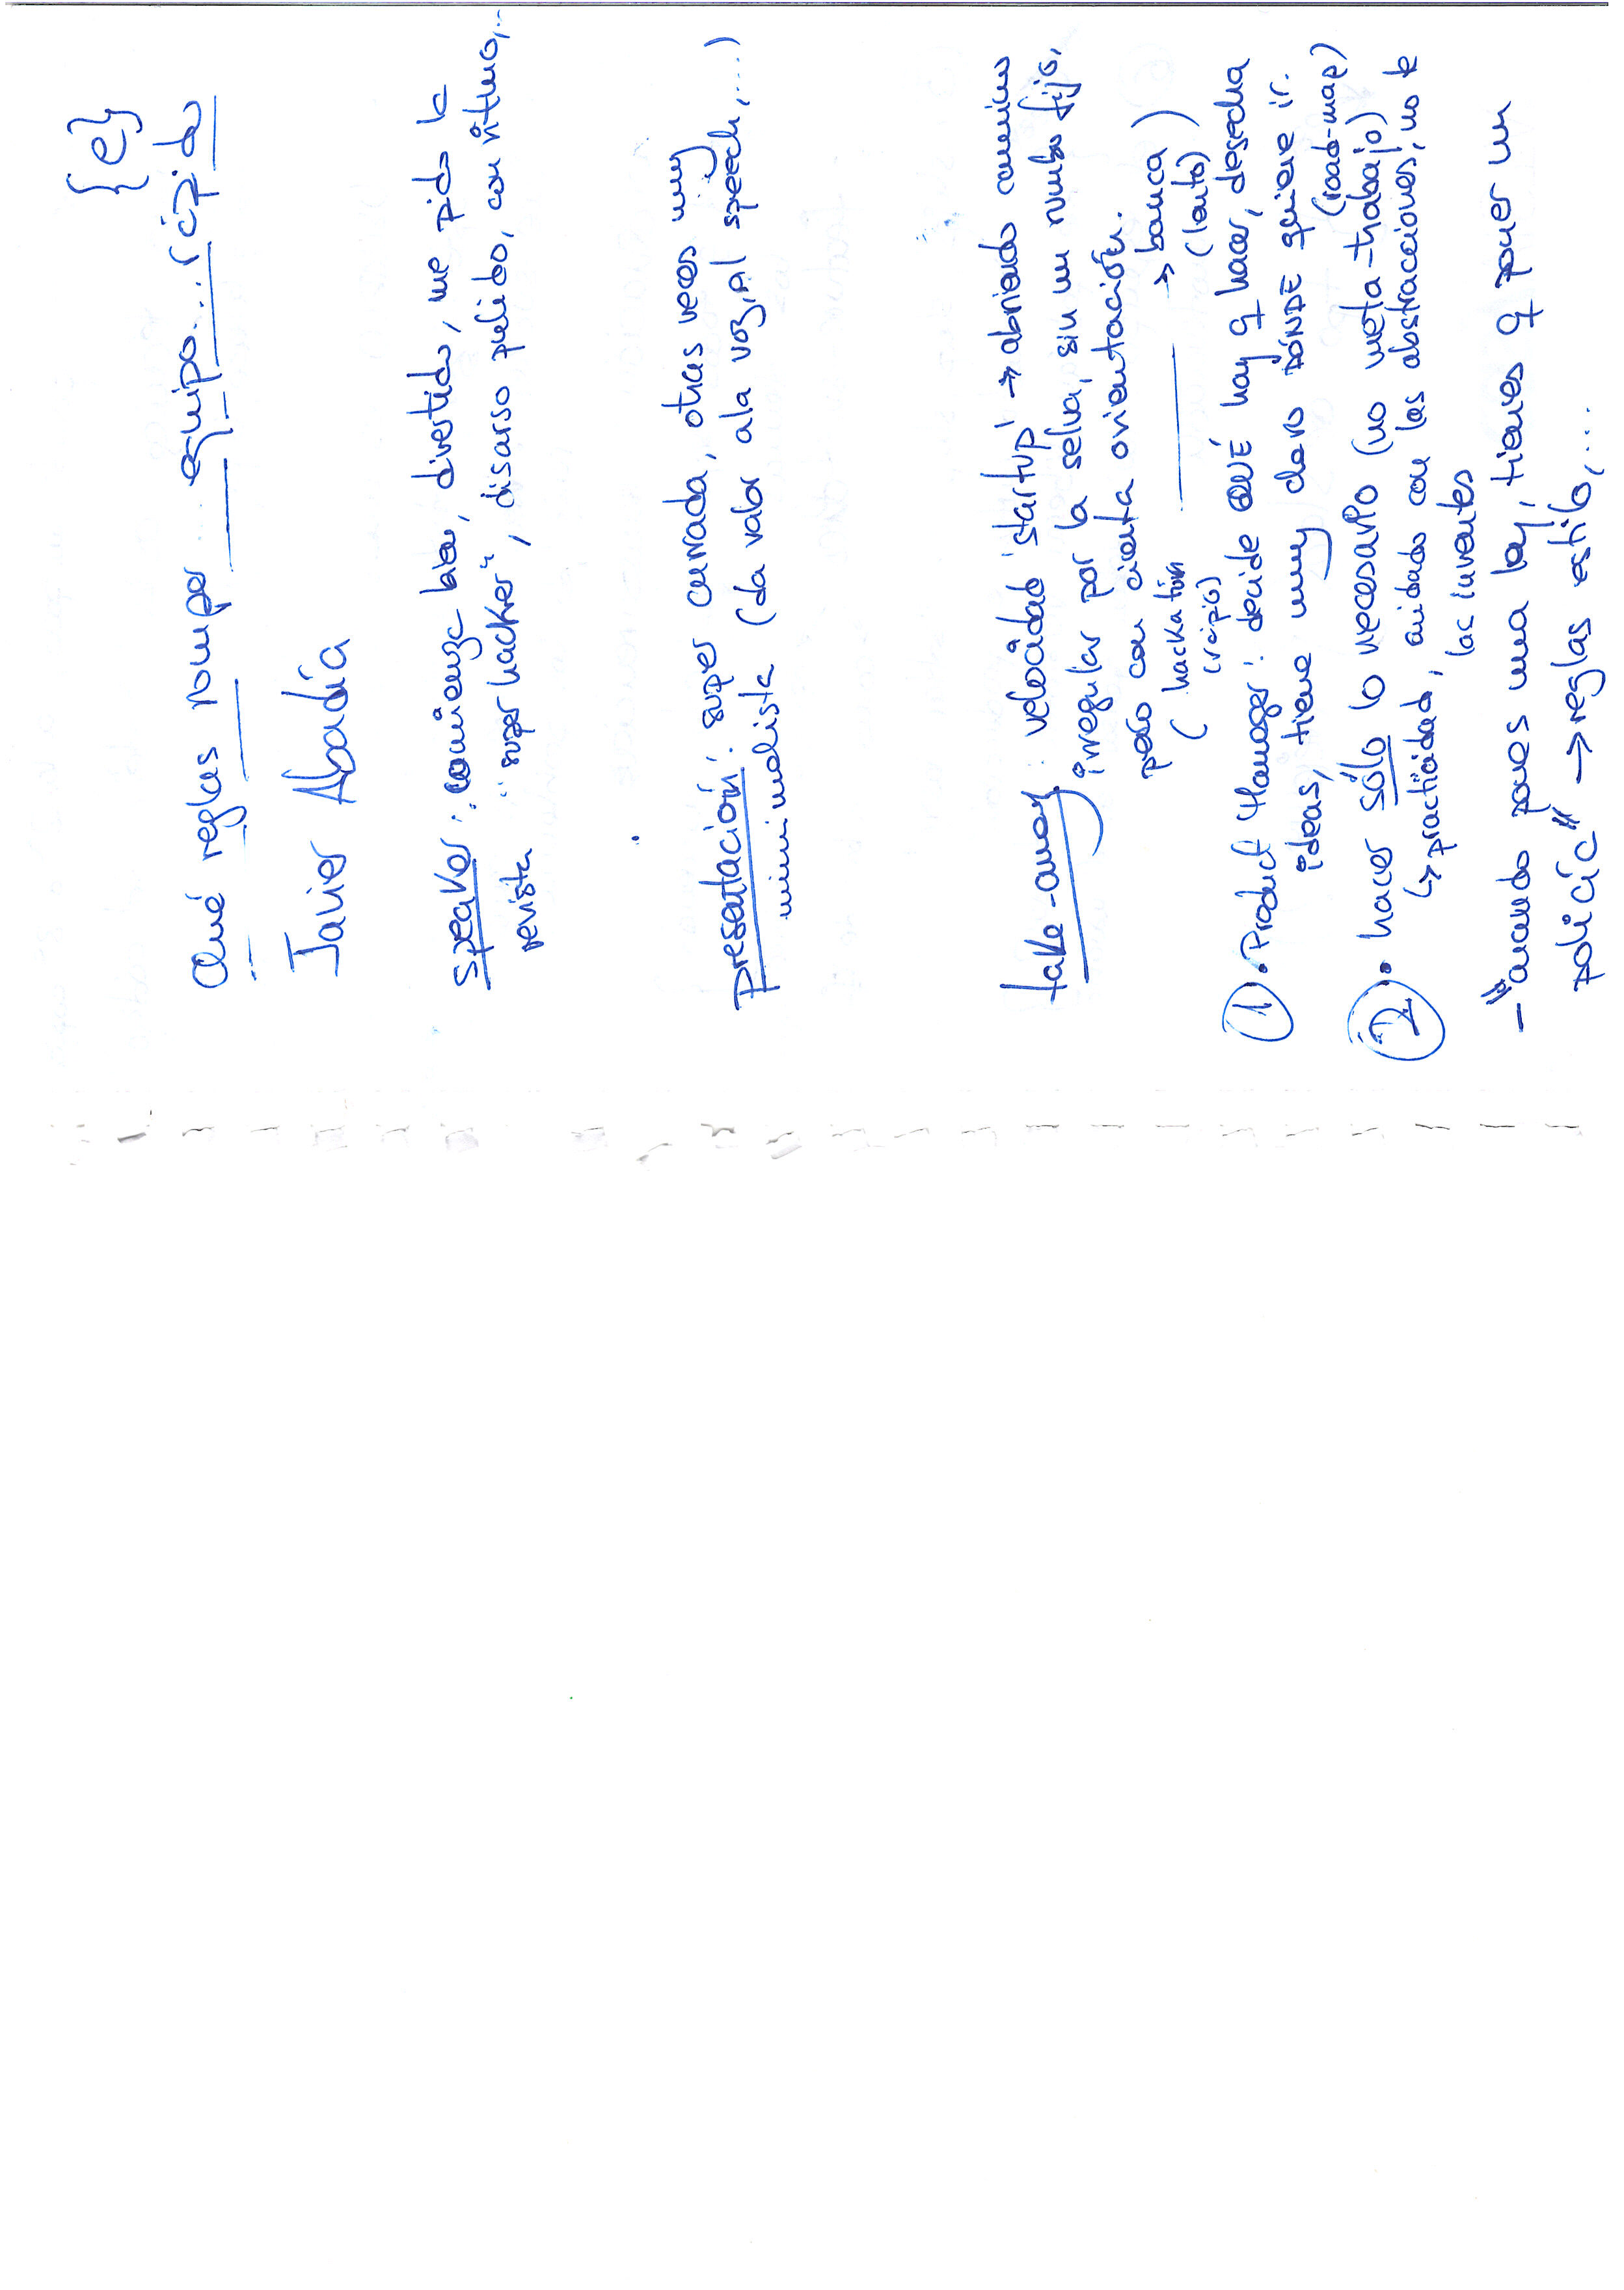 {e}
Qué reglas romper ... equipo... rápido
Javier Abadía
speaker: comienza bien, divertido, me pido la
revista "super hacker", discurso pulido, con ritmo,...
presentación: super currada, otras veces muy
minimalista (da valor a la voz, al speech,...)
take-away: velocidad 'startup' → abriendo camino
irregular por la selva, sin un rumbo fijo,
pero con cierta orientación.
( hackatón ——— → banca )
(rápido) (lento)
① • Product Manager: decide QUÉ hay q hacer, desecha
ideas, tiene muy claro DÓNDE quiere ir.
(road-map)
② • hacer sólo lo necesario (no meta-trabajo)
↳ practicidad, cuidado con las abstracciones, no te
las inventes
- "cuando pones una ley, tienes q poner un
policía" → reglas estilo,...